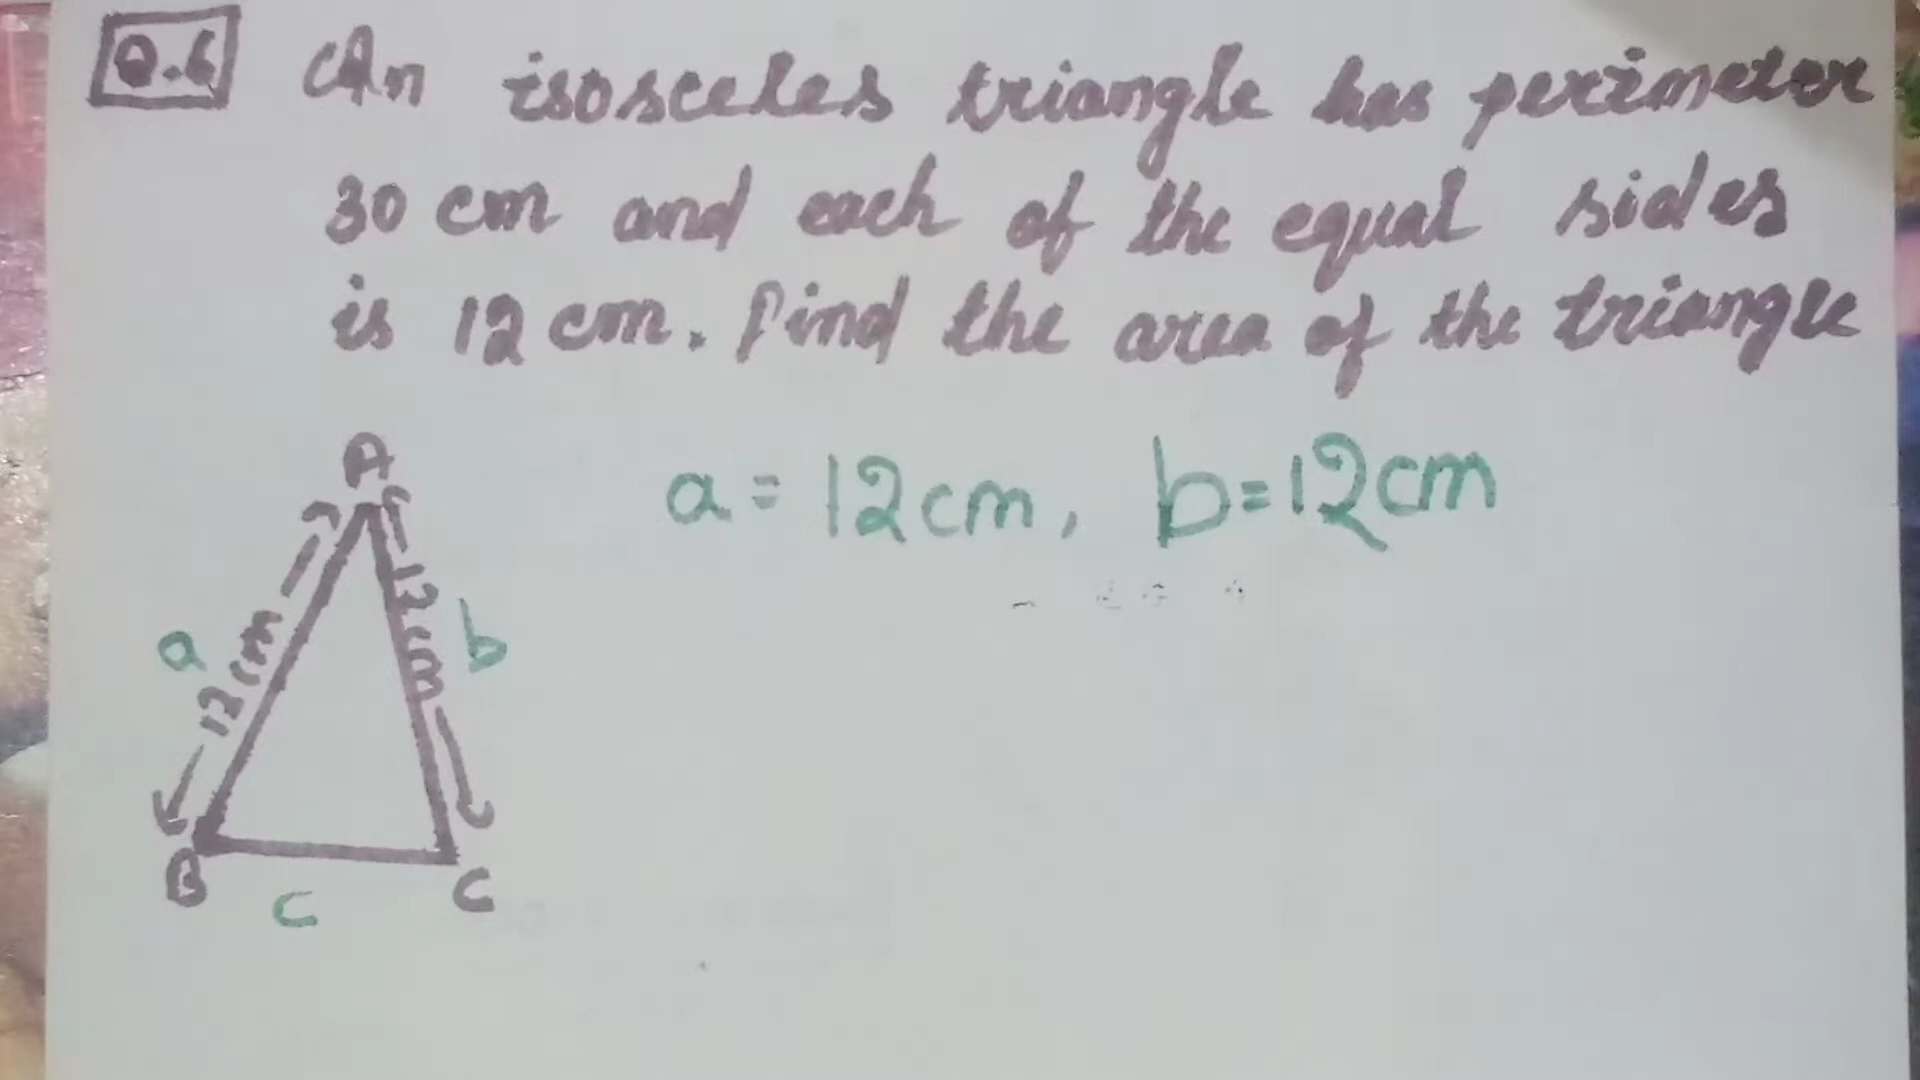 Q.6 An isosceles triangle has perimeter
30 cm and each of the equal sides
is 12 cm. Find the area of the triangle
A
a = 12cm, b=12cm
a 12cm
12cm b
B c C